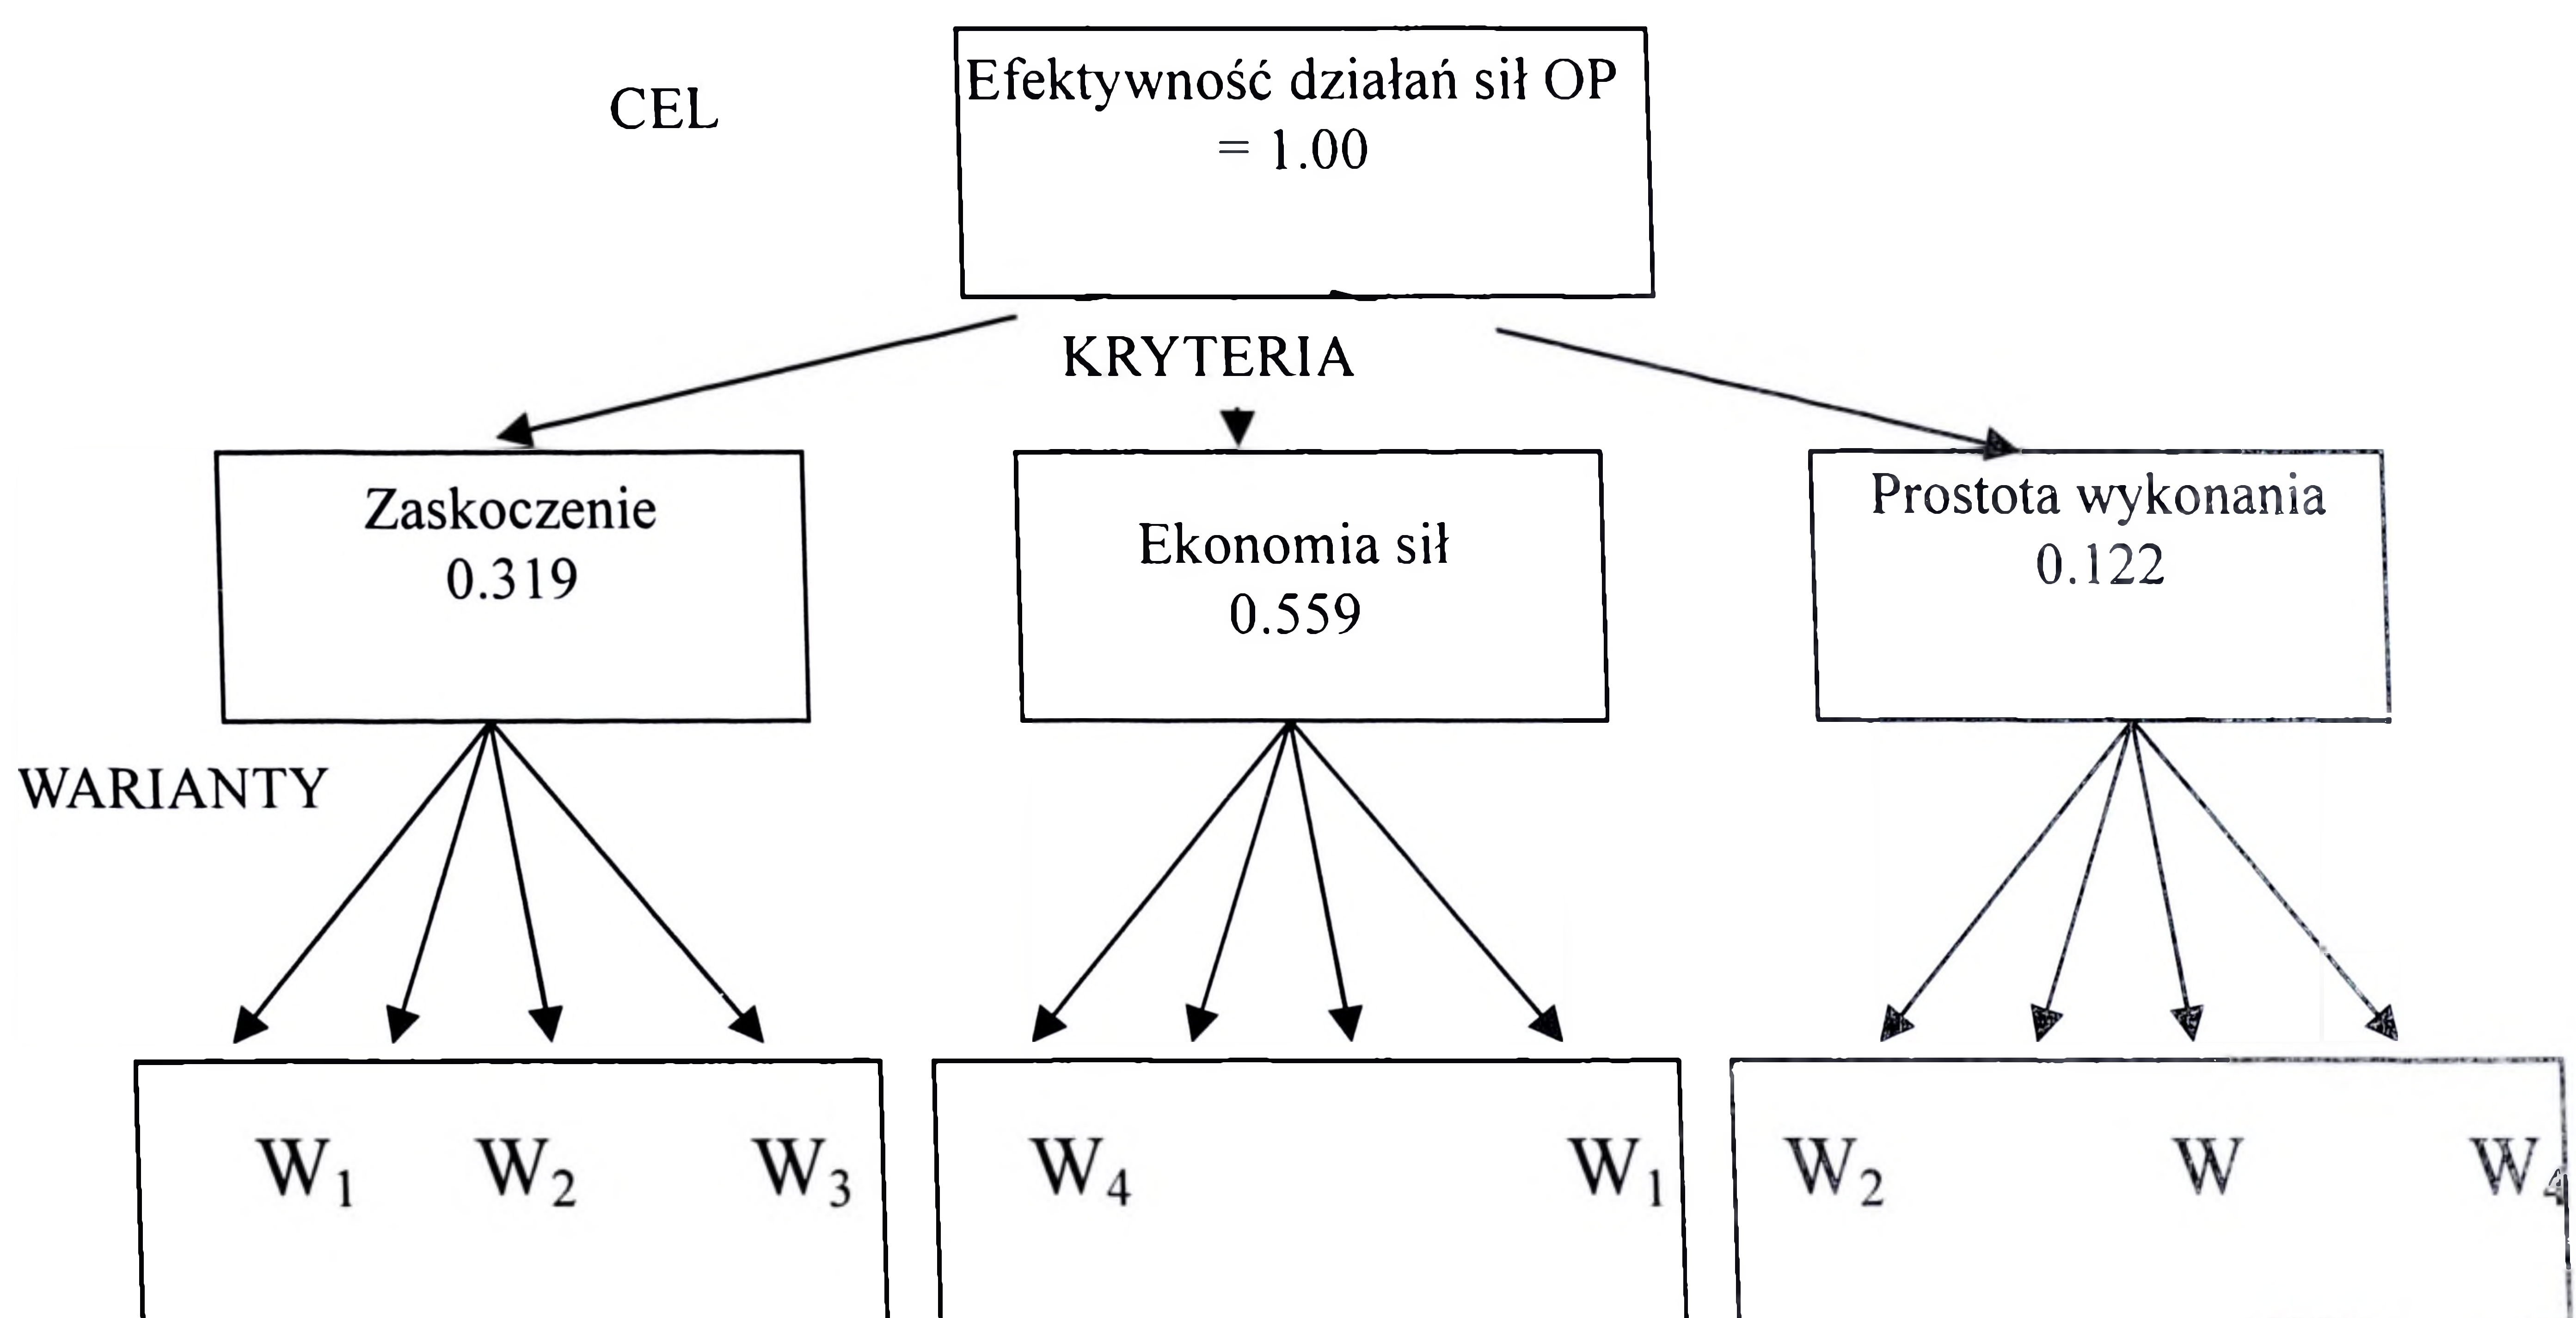 CEL
Efektywność działań sił OP
= 1.00
KRYTERIA
Zaskoczenie
0.319
Ekonomia sił
0.559
Prostota wykonania
0.122
WARIANTY
W₁ W₂ W₃
W₄ W₁
W₂ W W₄